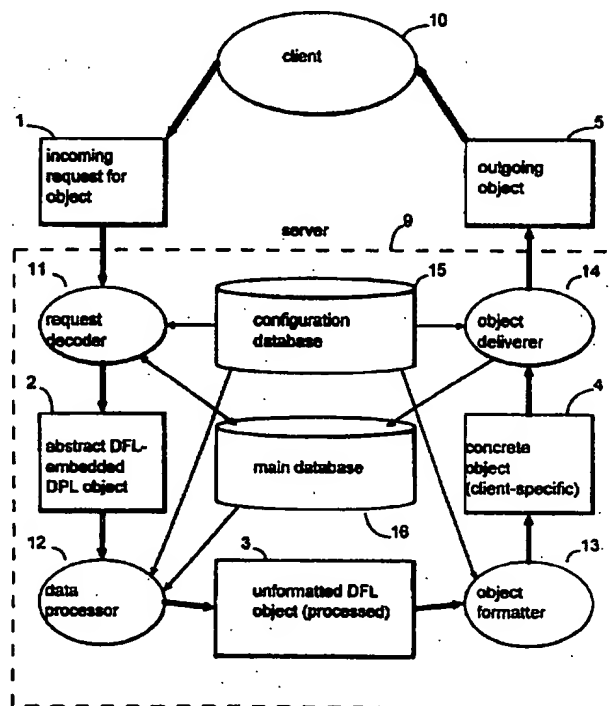 10
client
1
5
incoming
request for
object
outgoing
object
server
9
11
15
14
request
decoder
configuration
database
object
deliverer
2
4
abstract DFL-
embedded
DPL object
main database
concrete
object
(client-specific)
12
16
3
13
data
processor
unformatted DFL
object (processed)
object
formatter